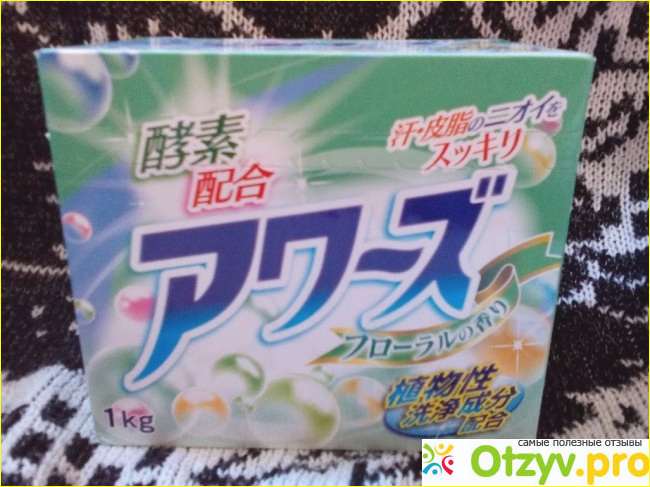 酵素
配合
汗・皮脂のニオイを
スッキリ
アワーズ
フローラルの香り
植物性
洗浄成分
配合
1kg
самые полезные отзывы
Otzyv.pro